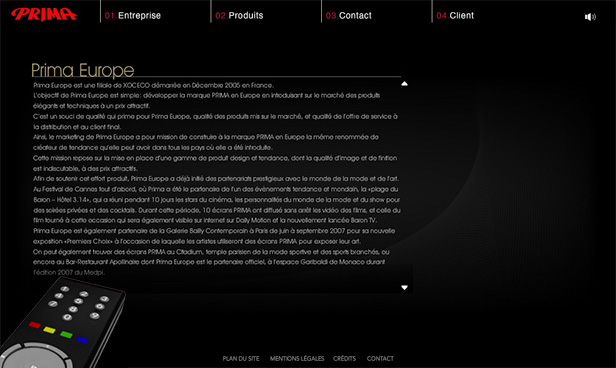 PRIMA
01.Entreprise
02.Produits
03.Contact
04.Client
Prima Europe
Prima Europe est une filiale de XOCECO démarrée en Décembre 2005 en France.
L'objectif de Prima Europe est simple: développer la marque PRIMA en Europe en introduisant sur le marché des produits
élégants et techniques à un prix attractif.
C'est un souci de qualité qui prime pour Prima Europe, qualité des produits mis sur le marché, et qualité de l'offre de service à
la distribution et au client final.
Ainsi, le marketing de Prima Europe a pour mission de construire à la marque PRIMA en Europe la même renommée de
créateur de tendance qu'elle peut avoir dans tous les pays où elle a été introduite.
Cette mission repose sur la mise en place d'une gamme de produit design et tendance, dont la qualité d'image et de finition
est indiscutable, à des prix attractifs.
Afin de soutenir cet effort produit, Prima Europe a déjà initié des partenariats prestigieux avec le monde de la mode et de l'art.
Au Festival de Cannes tout d'abord, où Prima a été le partenaire de l'un des évènements tendance et mondain, la «plage du
Baron – Hôtel 3.14», qui a réuni pendant 10 jours les stars du cinéma, les personnalités du monde de la mode et du show pour
des soirées privées et des cocktails. Durant cette période, 10 écrans PRIMA ont diffusé sans arrêt les vidéo des films, et celle du
film tourné à cette occasion qui sera également visible sur internet sur Daily Motion et la nouvellement lancée Baron TV.
Prima Europe est également partenaire de la Galerie Bailly Contemporain à Paris de juin à septembre 2007 pour sa nouvelle
exposition «Premiers Choix» à l'occasion de laquelle les artistes utiliseront des écrans PRIMA pour exposer leur art.
On peut également trouver des écrans PRIMA au Citadium, temple parisien de la mode sportive et des sports branchés, ou
encore au Bar-Restaurant Apollinaire dont Prima Europe est le partenaire officiel, à l'espace Garibaldi de Monaco durant
l'édition 2007 du Medpi.
PLAN DU SITE
MENTIONS LÉGALES
CRÉDITS
CONTACT